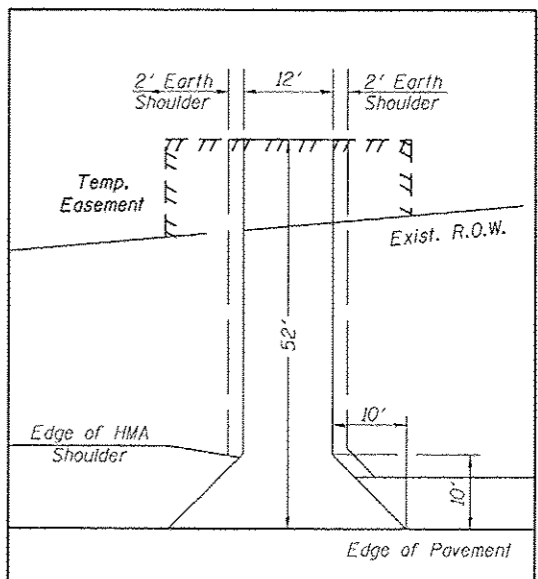 2' Earth
Shoulder
12'
2' Earth
Shoulder
Temp.
Easement
Exist. R.O.W.
52'
10'
Edge of HMA
Shoulder
10'
Edge of Pavement